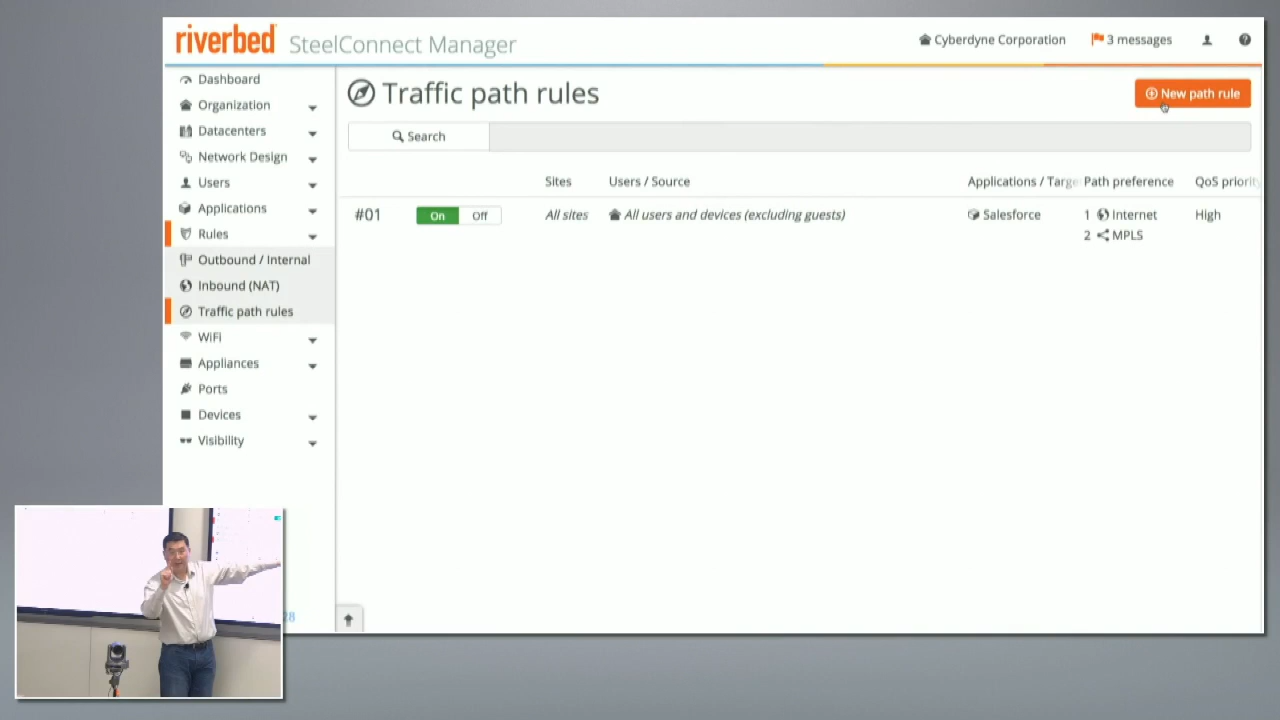 riverbed SteelConnect Manager
Cyberdyne Corporation
3 messages
Dashboard
Organization
Datacenters
Network Design
Users
Applications
Rules
Outbound / Internal
Inbound (NAT)
Traffic path rules
WiFi
Appliances
Ports
Devices
Visibility
Traffic path rules
New path rule
Search
Sites
Users / Source
Applications / Targe
Path preference
QoS priority
#01
On
Off
All sites
All users and devices (excluding guests)
Salesforce
1 Internet
2 MPLS
High
28